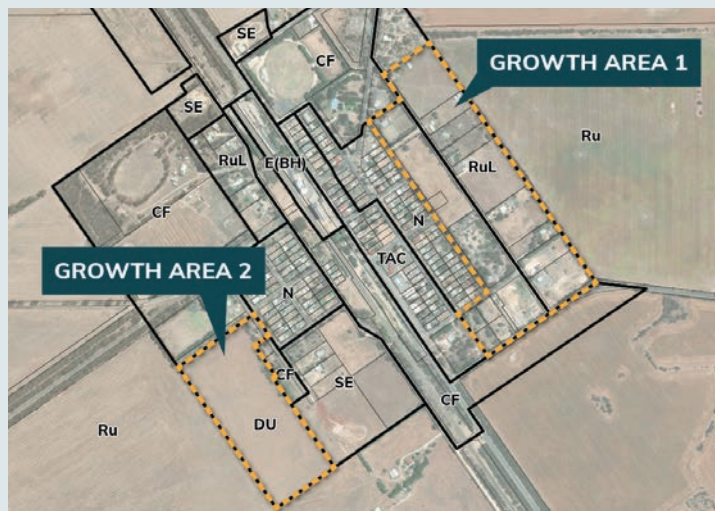 SE
CF
GROWTH AREA 1
SE
Ru
E(BH)
RuL
RuL
CF
N
TAC
GROWTH AREA 2
N
CF
SE
CF
Ru
DU